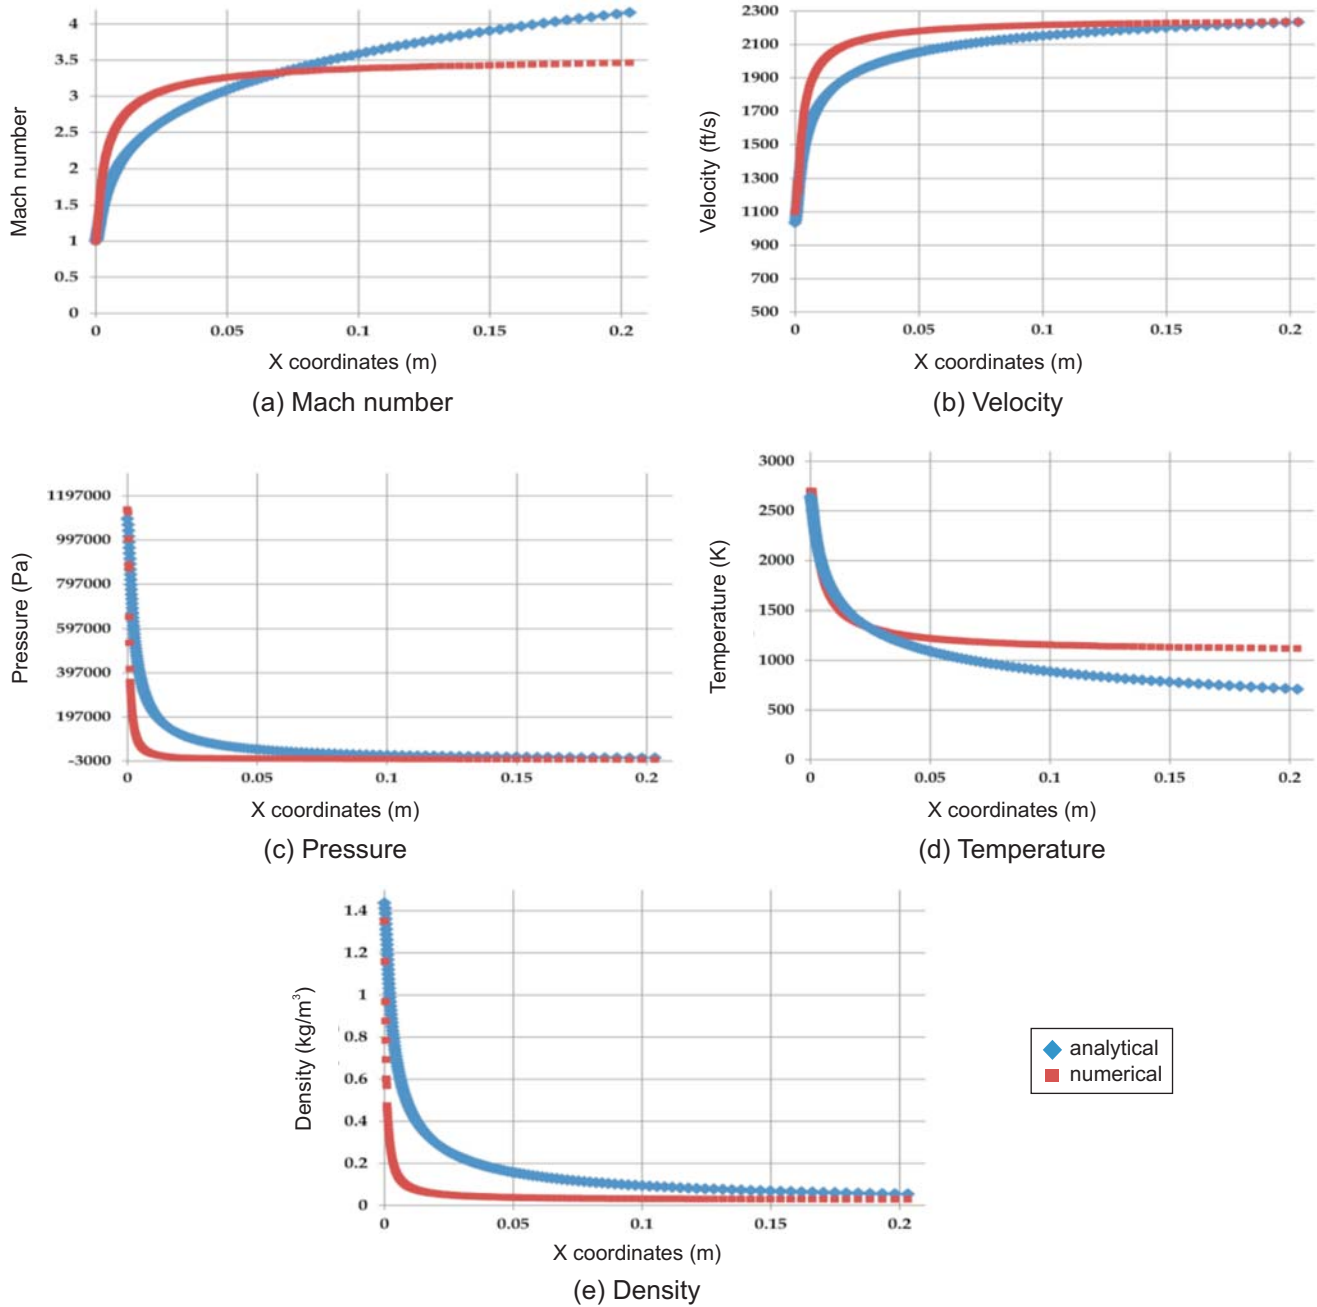 4
3.5
3
2.5
2
1.5
1
0.5
0
Mach number
0 0.05 0.1 0.15 0.2
X coordinates (m)
(a) Mach number
2300
2100
1900
1700
1500
1300
1100
900
700
500
Velocity (ft/s)
0 0.05 0.1 0.15 0.2
X coordinates (m)
(b) Velocity
1197000
997000
797000
597000
397000
197000
-3000
Pressure (Pa)
0 0.05 0.1 0.15 0.2
X coordinates (m)
(c) Pressure
3000
2500
2000
1500
1000
500
0
Temperature (K)
0 0.05 0.1 0.15 0.2
X coordinates (m)
(d) Temperature
1.4
1.2
1
0.8
0.6
0.4
0.2
0
Density (kg/m³)
0 0.05 0.1 0.15 0.2
X coordinates (m)
(e) Density
analytical
numerical